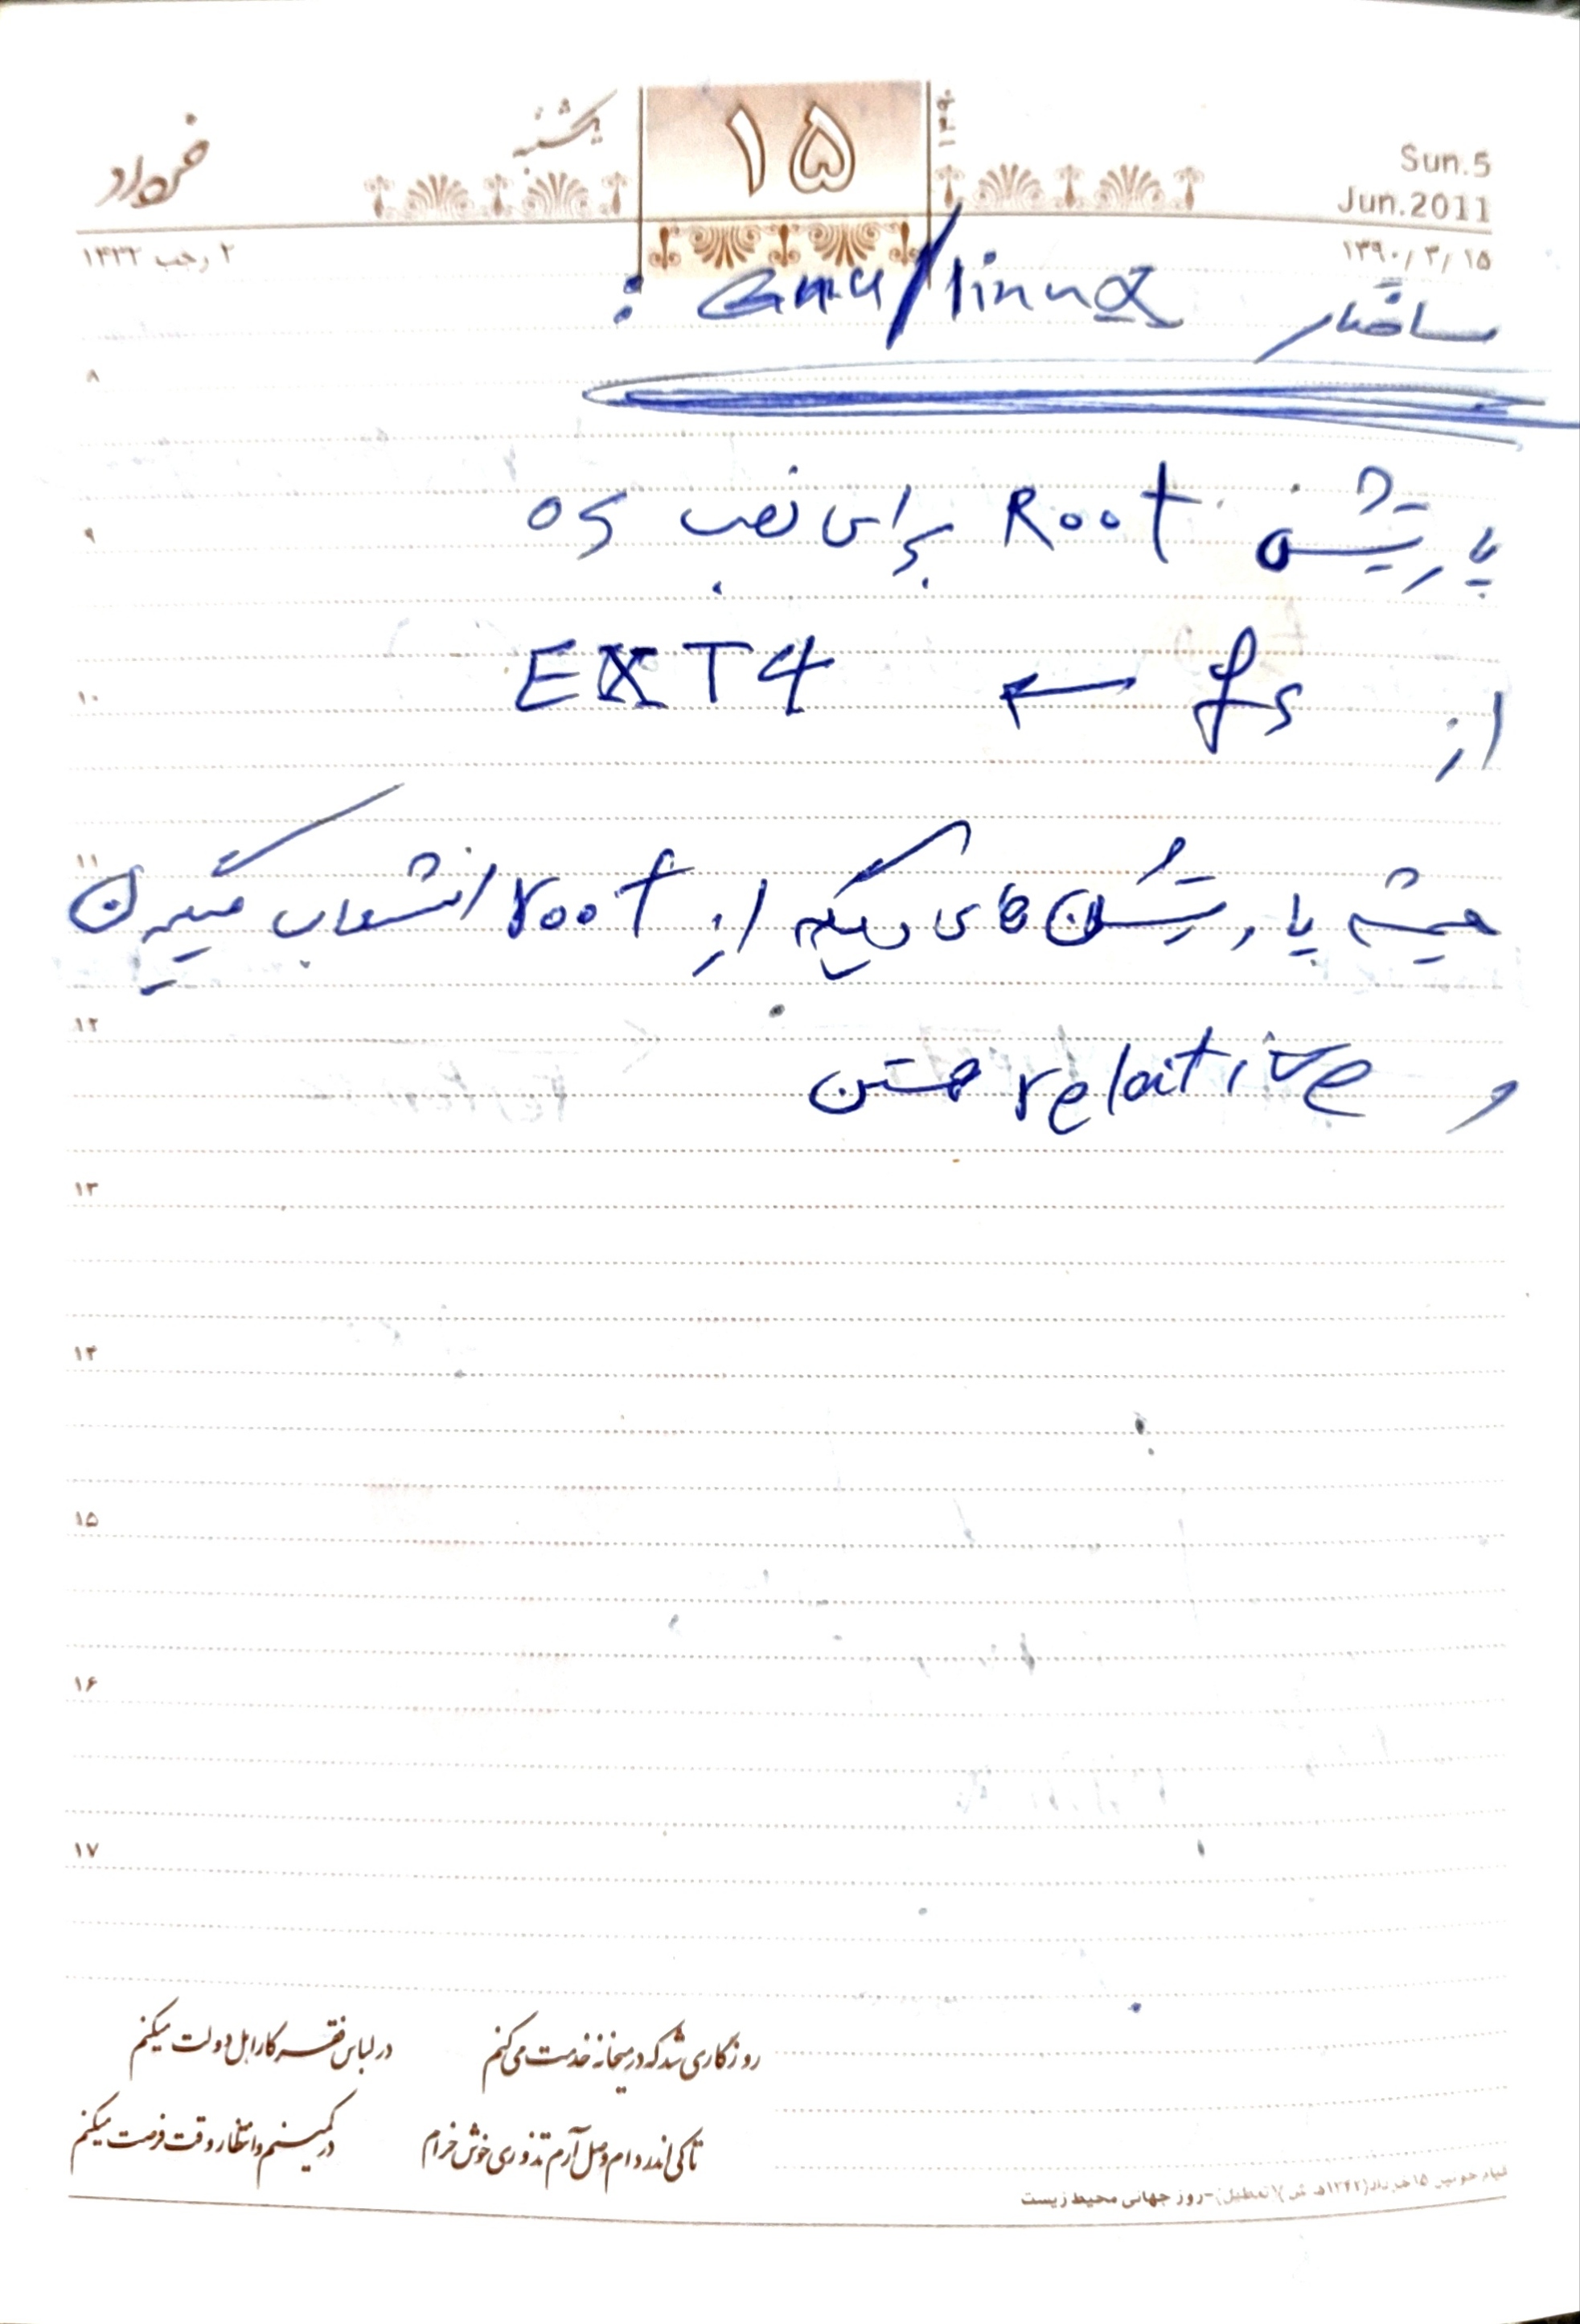 فرداد
یکشنبه
۱۵
۱۳۹۰
Sun.5
Jun.2011
۲ رجب ۱۴۳۲
۱۳۹۰/۳/۱۵
ساختار Gnu/linux :
۸
۹
پارتیشن Root برای نصب os
۱۰
از fs ← EXT4
۱۱
همیشه پارتیشن های دیگه از root انشعاب میگیرن
۱۲
و relative هستن
۱۳
۱۴
۱۵
۱۶
۱۷
روزگاری شد که در میخانه خدمت می‌کنم در لباس فقر کار اهل دولت میکنم
تا کی اندر دام وصل آرم تذروی خوش خرام در کمینم و انتظار وقت فرصت میکنم
قیام خونین ۱۵ خرداد (۱۳۴۲ه‍ ش) (تعطیل)-روز جهانی محیط زیست